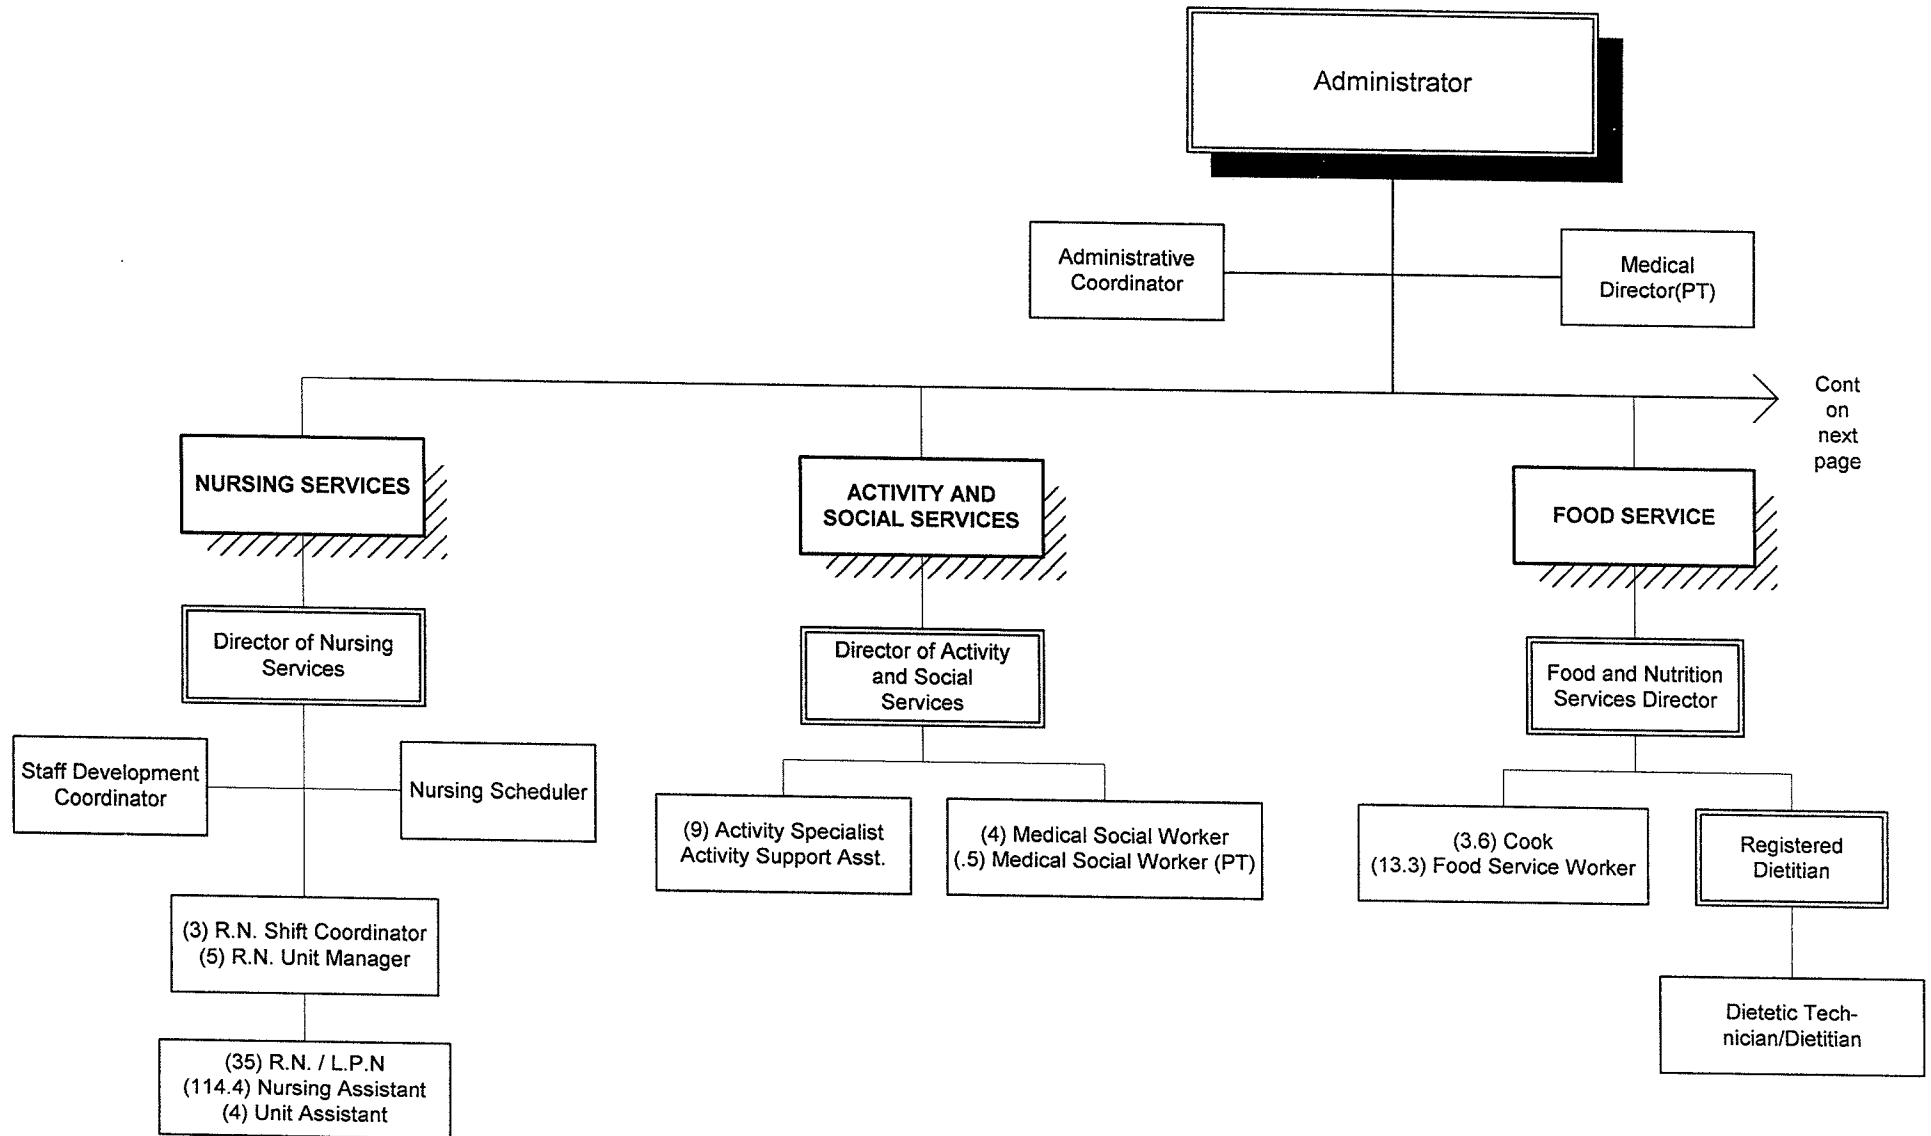 Administrator
Administrative
Coordinator
Medical
Director(PT)
Cont
on
next
page
NURSING SERVICES
ACTIVITY AND
SOCIAL SERVICES
FOOD SERVICE
Director of Nursing
Services
Director of Activity
and Social
Services
Food and Nutrition
Services Director
Staff Development
Coordinator
Nursing Scheduler
(9) Activity Specialist
Activity Support Asst.
(4) Medical Social Worker
(.5) Medical Social Worker (PT)
(3.6) Cook
(13.3) Food Service Worker
Registered
Dietitian
(3) R.N. Shift Coordinator
(5) R.N. Unit Manager
Dietetic Tech-
nician/Dietitian
(35) R.N. / L.P.N
(114.4) Nursing Assistant
(4) Unit Assistant